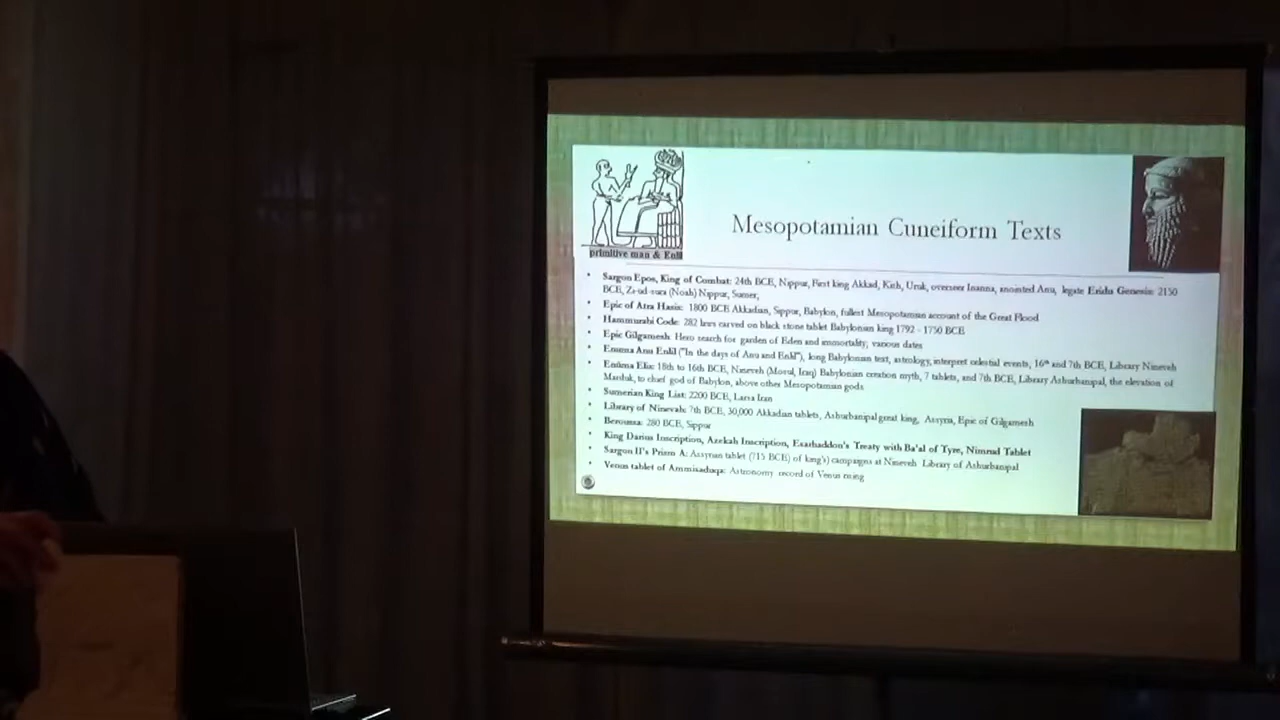 Mesopotamian Cuneiform Texts
primitive man & Enlil
• Sargon Epos, King of Combat: 24th BCE, Nippur, First king Akkad, Kish, Uruk, overseer Inanna, anointed Anu, legate Eridu Genesis: 2150
BCE, Zi-ud-sura (Noah) Nippur, Sumer;
• Epic of Atra Hasis: 1800 BCE Akkadian, Sippur, Babylon, fullest Mesopotamian account of the Great Flood
• Hammurabi Code: 282 laws carved on black stone tablet Babylonian king 1792 - 1750 BCE
• Epic Gilgamesh: Hero search for garden of Eden and immortality, various dates
• Enuma Anu Enlil ("In the days of Anu and Enlil"), long Babylonian text, astrology, interpret celestial events, 16th and 7th BCE, Library Nineveh
• Enûma Eliš: 18th to 16th BCE, Nineveh (Mosul, Iraq) Babylonian creation myth, 7 tablets, and 7th BCE, Library Ashurbanipal, the elevation of
Marduk, to chief god of Babylon, above other Mesopotamian gods
• Sumerian King List: 2200 BCE, Larsa Iran
• Library of Ninevah: 7th BCE, 30,000 Akkadian tablets, Ashurbanipal great king, Assyria, Epic of Gilgamesh
• Berossus: 280 BCE, Sippur
• King Darius Inscription, Azekah Inscription, Esarhaddon's Treaty with Ba'al of Tyre, Nimrud Tablet
• Sargon II's Prism A: Assyrian tablet (715 BCE) of king's) campaigns at Nineveh Library of Ashurbanipal
• Venus tablet of Ammisaduqa: Astronomy record of Venus rising